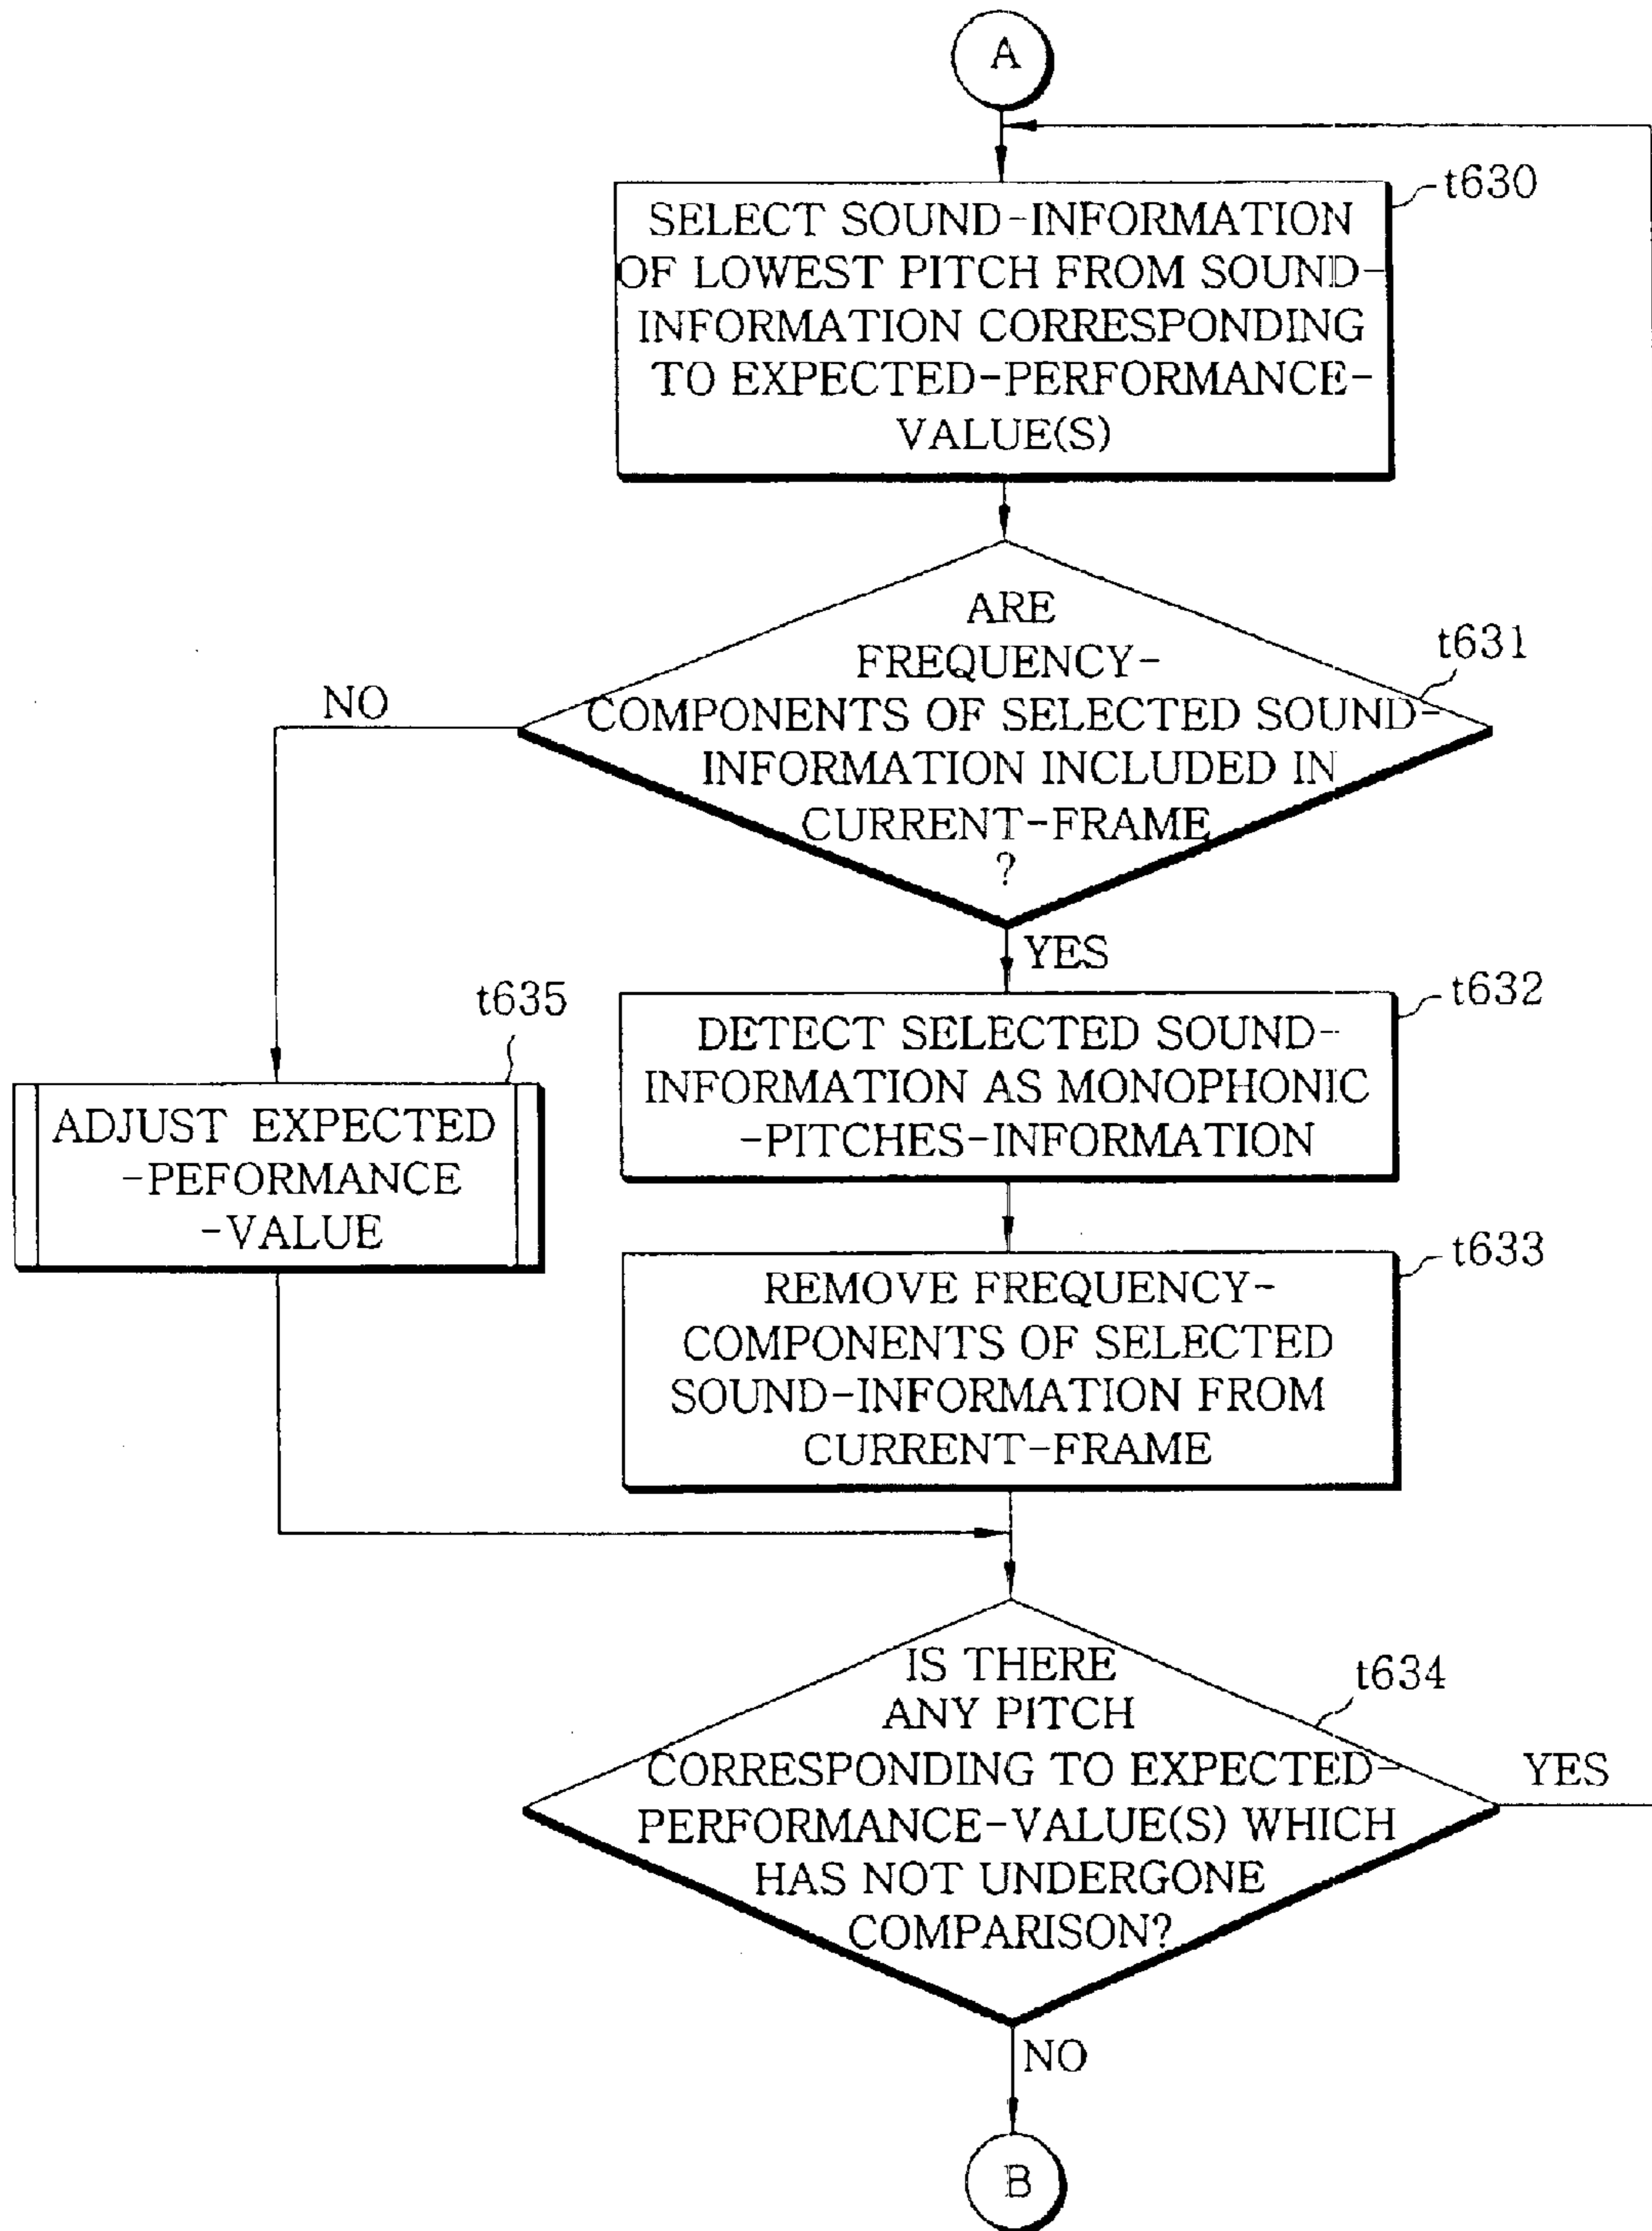 A
t630
SELECT SOUND-INFORMATION
OF LOWEST PITCH FROM SOUND-
INFORMATION CORRESPONDING
TO EXPECTED-PERFORMANCE-
VALUE(S)
ARE
FREQUENCY-
COMPONENTS OF SELECTED SOUND-
INFORMATION INCLUDED IN
CURRENT-FRAME
?
t631
NO
YES
t635
ADJUST EXPECTED
-PEFORMANCE
-VALUE
t632
DETECT SELECTED SOUND-
INFORMATION AS MONOPHONIC
-PITCHES-INFORMATION
t633
REMOVE FREQUENCY-
COMPONENTS OF SELECTED
SOUND-INFORMATION FROM
CURRENT-FRAME
IS THERE
ANY PITCH
CORRESPONDING TO EXPECTED-
PERFORMANCE-VALUE(S) WHICH
HAS NOT UNDERGONE
COMPARISON?
t634
YES
NO
B